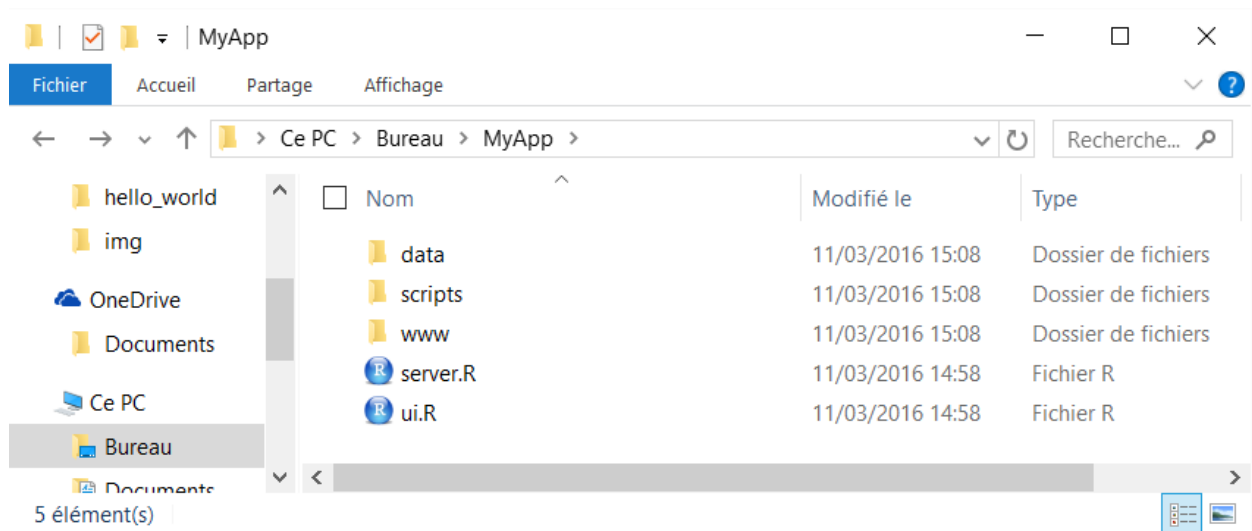 MyApp
Fichier Accueil Partage Affichage ?
Ce PC > Bureau > MyApp > Recherche...
Nom Modifié le Type
hello_world
img
OneDrive
Documents
Ce PC
Bureau
Documents
data 11/03/2016 15:08 Dossier de fichiers
scripts 11/03/2016 15:08 Dossier de fichiers
www 11/03/2016 15:08 Dossier de fichiers
R server.R 11/03/2016 14:58 Fichier R
R ui.R 11/03/2016 14:58 Fichier R
5 élément(s)